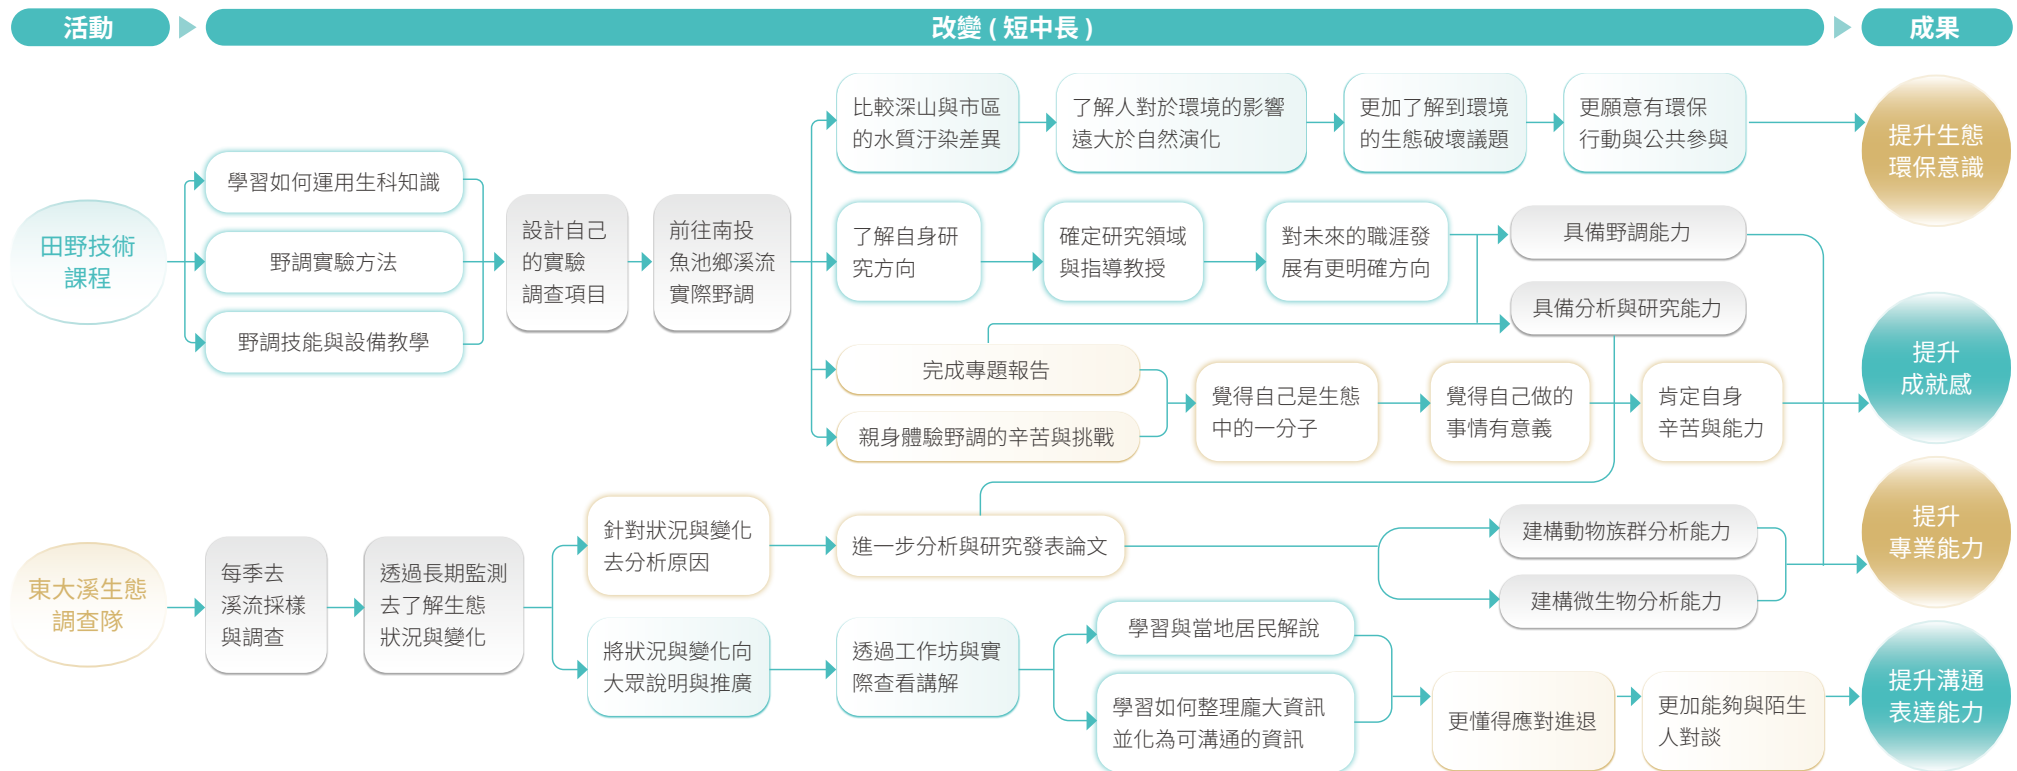 活動
改變 ( 短中長 )
成果
田野技術
課程
學習如何運用生科知識
野調實驗方法
野調技能與設備教學
設計自己
的實驗
調查項目
前往南投
魚池鄉溪流
實際野調
比較深山與市區
的水質汙染差異
了解人對於環境的影響
遠大於自然演化
更加了解到環境
的生態破壞議題
更願意有環保
行動與公共參與
提升生態
環保意識
了解自身研
究方向
確定研究領域
與指導教授
對未來的職涯發
展有更明確方向
具備野調能力
具備分析與研究能力
完成專題報告
親身體驗野調的辛苦與挑戰
覺得自己是生態
中的一分子
覺得自己做的
事情有意義
肯定自身
辛苦與能力
提升
成就感
東大溪生態
調查隊
每季去
溪流採樣
與調查
透過長期監測
去了解生態
狀況與變化
針對狀況與變化
去分析原因
進一步分析與研究發表論文
建構動物族群分析能力
建構微生物分析能力
提升
專業能力
將狀況與變化向
大眾說明與推廣
透過工作坊與實
際查看講解
學習與當地居民解說
學習如何整理龐大資訊
並化為可溝通的資訊
更懂得應對進退
更加能夠與陌生
人對談
提升溝通
表達能力